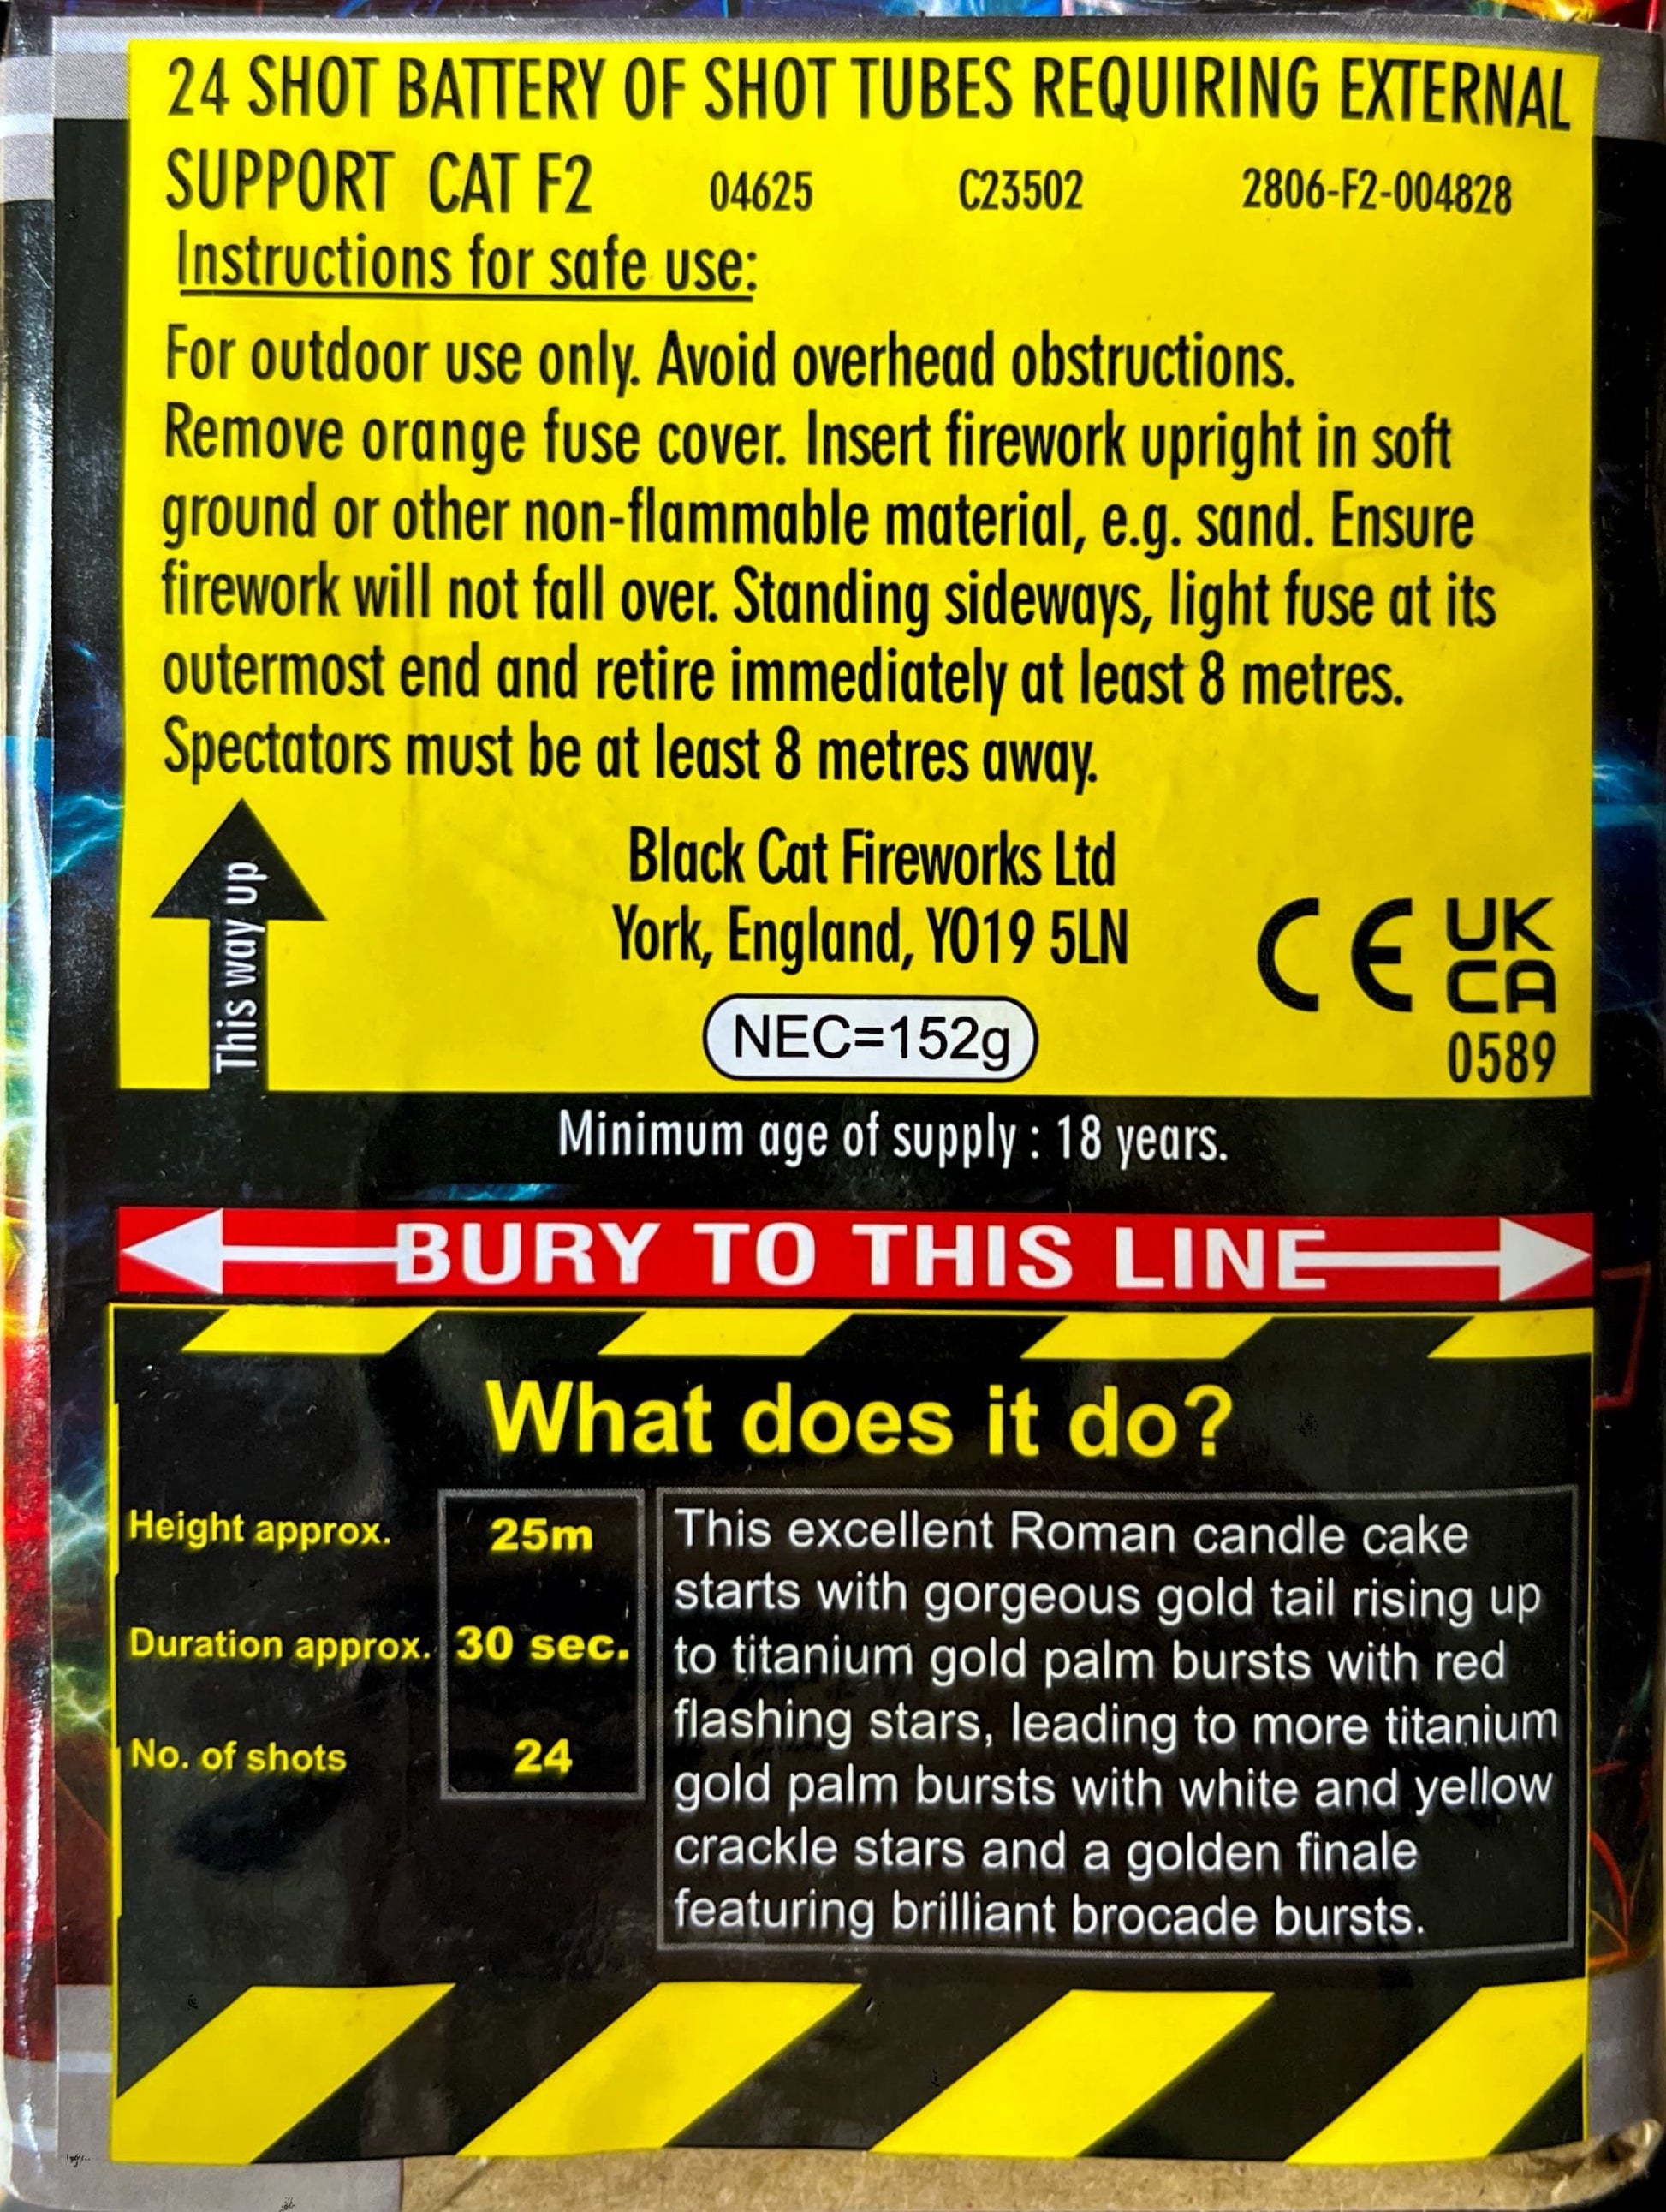 24 SHOT BATTERY OF SHOT TUBES REQUIRING EXTERNAL
SUPPORT CAT F2 04625 C23502 2806-F2-004828
Instructions for safe use:
For outdoor use only. Avoid overhead obstructions.
Remove orange fuse cover. Insert firework upright in soft
ground or other non-flammable material, e.g. sand. Ensure
firework will not fall over. Standing sideways, light fuse at its
outermost end and retire immediately at least 8 metres.
Spectators must be at least 8 metres away.
This way up
Black Cat Fireworks Ltd
York, England, YO19 5LN
CE UK
CA
NEC=152g
0589
Minimum age of supply : 18 years.
BURY TO THIS LINE
What does it do?
Height approx. 25m
Duration approx. 30 sec.
No. of shots 24
This excellent Roman candle cake
starts with gorgeous gold tail rising up
to titanium gold palm bursts with red
flashing stars, leading to more titanium
gold palm bursts with white and yellow
crackle stars and a golden finale
featuring brilliant brocade bursts.